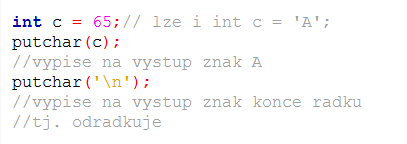 int c = 65;// lze i int c = 'A';
putchar(c);
//vypise na vystup znak A
putchar('\n');
//vypise na vystup znak konce radku
//tj. odradkuje